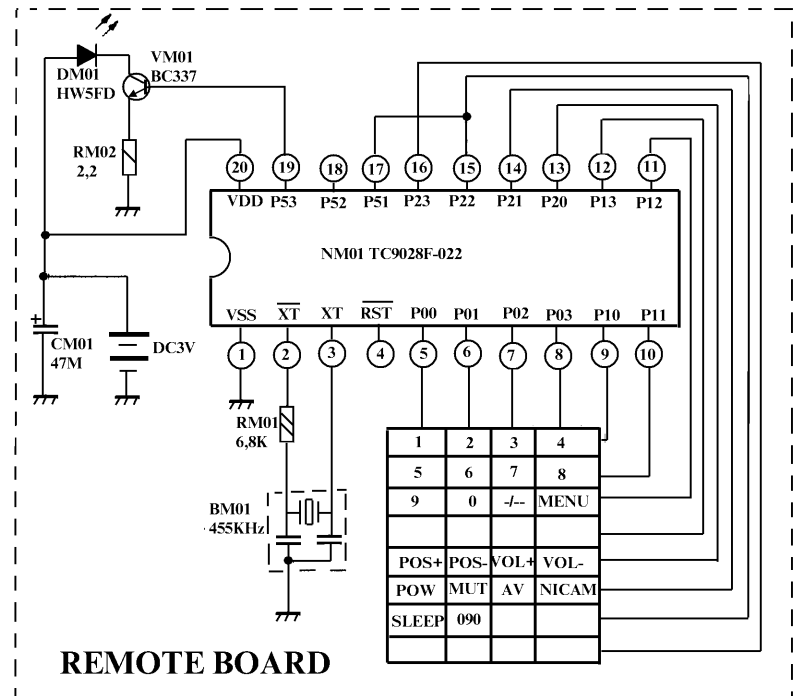 VM01
BC337
DM01
HW5FD
RM02
2,2
20 19 18 17 16 15 14 13 12 11
VDD P53 P52 P51 P23 P22 P21 P20 P13 P12
NM01 TC9028F-022
VSS XT XT RST P00 P01 P02 P03 P10 P11
1 2 3 4 5 6 7 8 9 10
+
CM01
47M
DC3V
RM01
6,8K
BM01
455KHz
1 2 3 4
5 6 7 8
9 0 -/-- MENU
POS+ POS- VOL+ VOL-
POW MUT AV NICAM
SLEEP 090
REMOTE BOARD